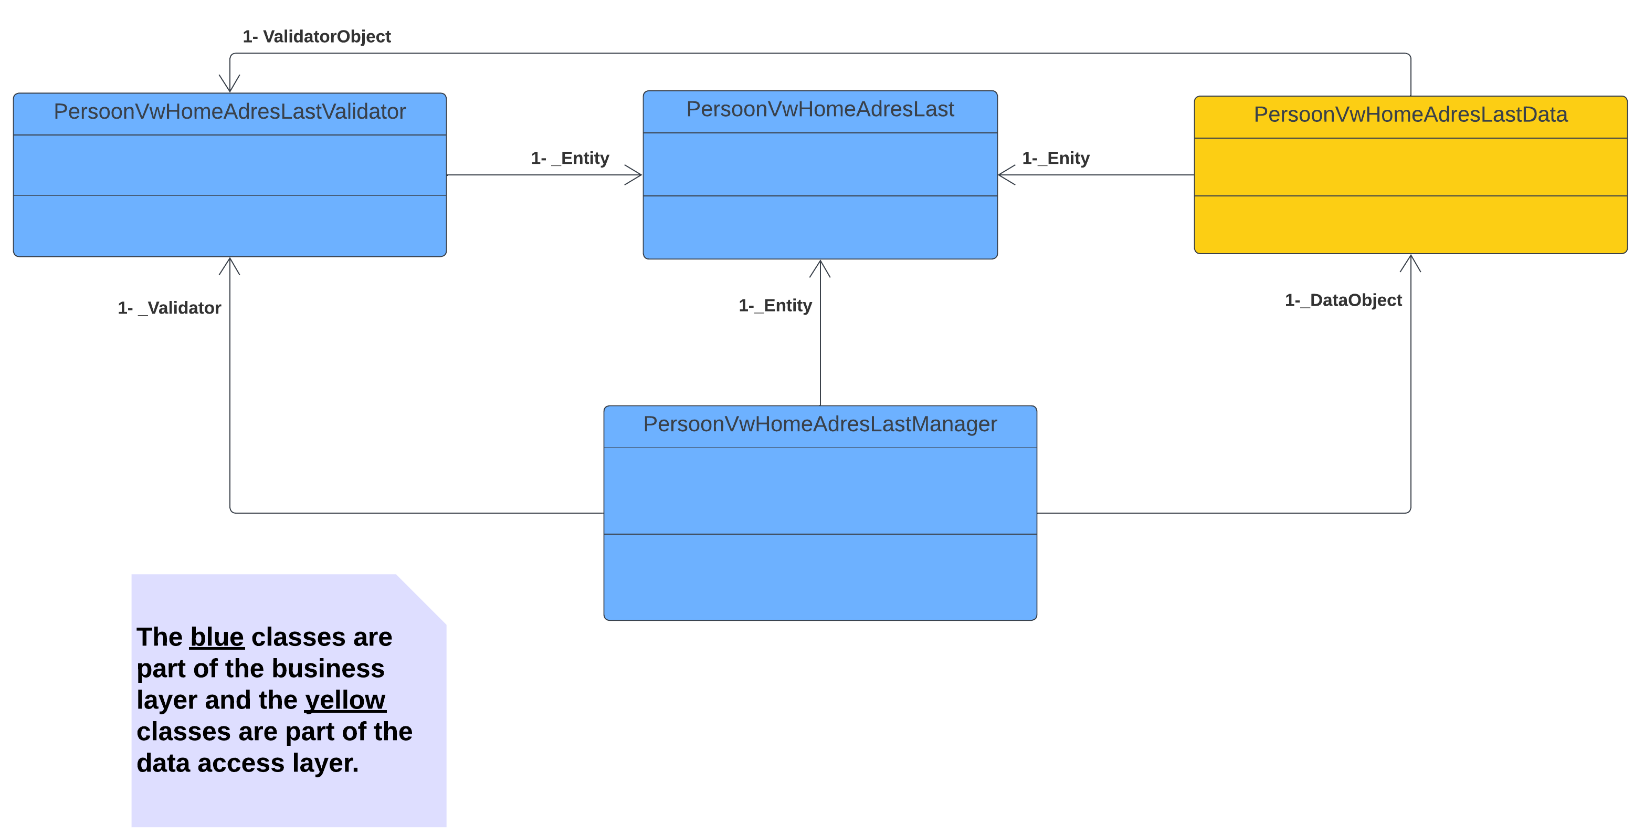 1- ValidatorObject
PersoonVwHomeAdresLastValidator
PersoonVwHomeAdresLast
PersoonVwHomeAdresLastData
1- _Entity
1-_Enity
1- _Validator
1-_Entity
1-_DataObject
PersoonVwHomeAdresLastManager
The blue classes are
part of the business
layer and the yellow
classes are part of the
data access layer.